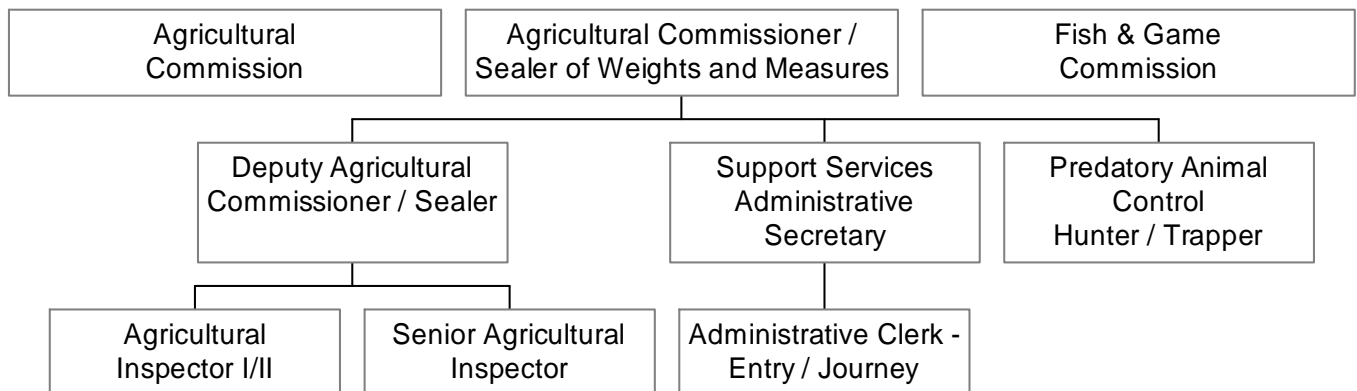 Agricultural
Commission
Agricultural Commissioner /
Sealer of Weights and Measures
Fish & Game
Commission
Deputy Agricultural
Commissioner / Sealer
Support Services
Administrative
Secretary
Predatory Animal
Control
Hunter / Trapper
Agricultural
Inspector I/II
Senior Agricultural
Inspector
Administrative Clerk -
Entry / Journey